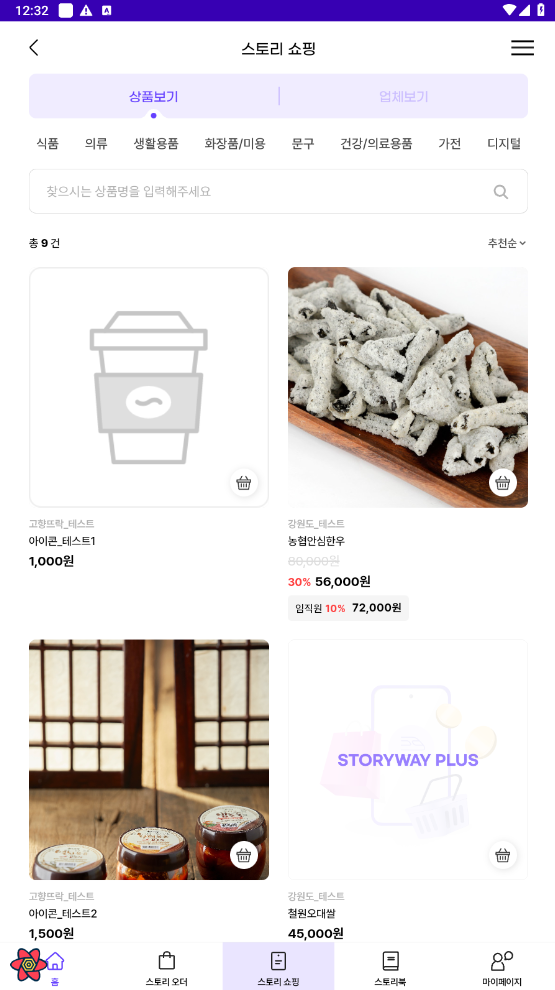 12:32
스토리 쇼핑
상품보기
업체보기
식품 의류 생활용품 화장품/미용 문구 건강/의료용품 가전 디지털
찾으시는 상품명을 입력해주세요
총 9 건
추천순
고향뜨락_테스트
아이콘_테스트1
1,000원
강원도_테스트
농협안심한우
80,000원
30% 56,000원
임직원 10% 72,000원
STORYWAY PLUS
고향뜨락_테스트
아이콘_테스트2
1,500원
강원도_테스트
철원오대쌀
45,000원
홈
스토리 오더
스토리 쇼핑
스토리북
마이페이지